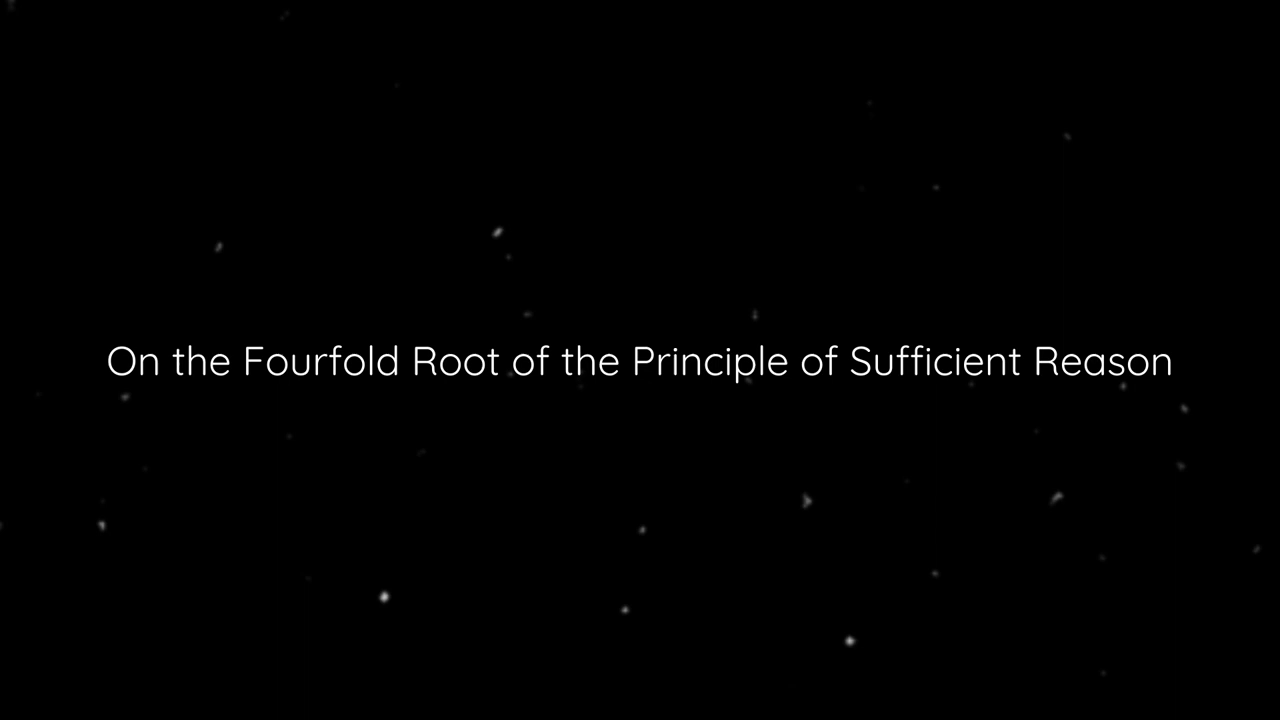 On the Fourfold Root of the Principle of Sufficient Reason